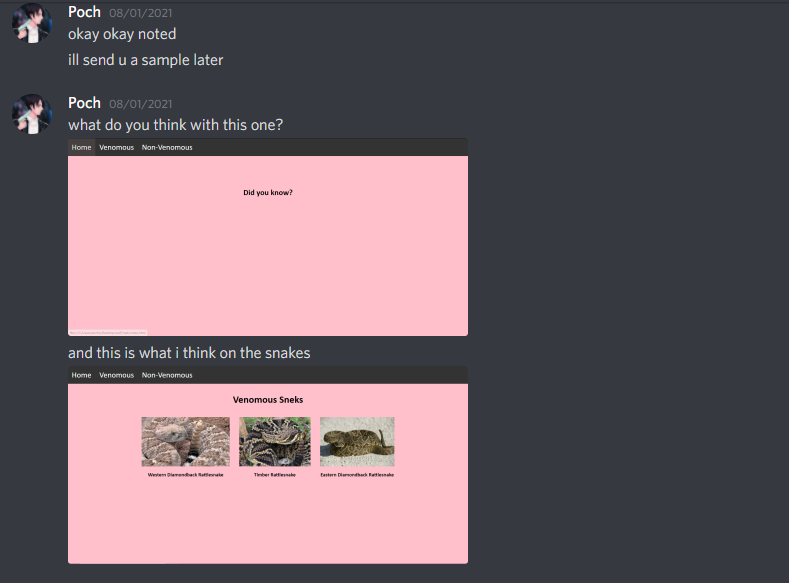 Poch 08/01/2021
okay okay noted
ill send u a sample later
Poch 08/01/2021
what do you think with this one?
Home Venomous Non-Venomous
Did you know?
and this is what i think on the snakes
Home Venomous Non-Venomous
Venomous Sneks
Western Diamondback Rattlesnake Timber Rattlesnake Eastern Diamondback Rattlesnake